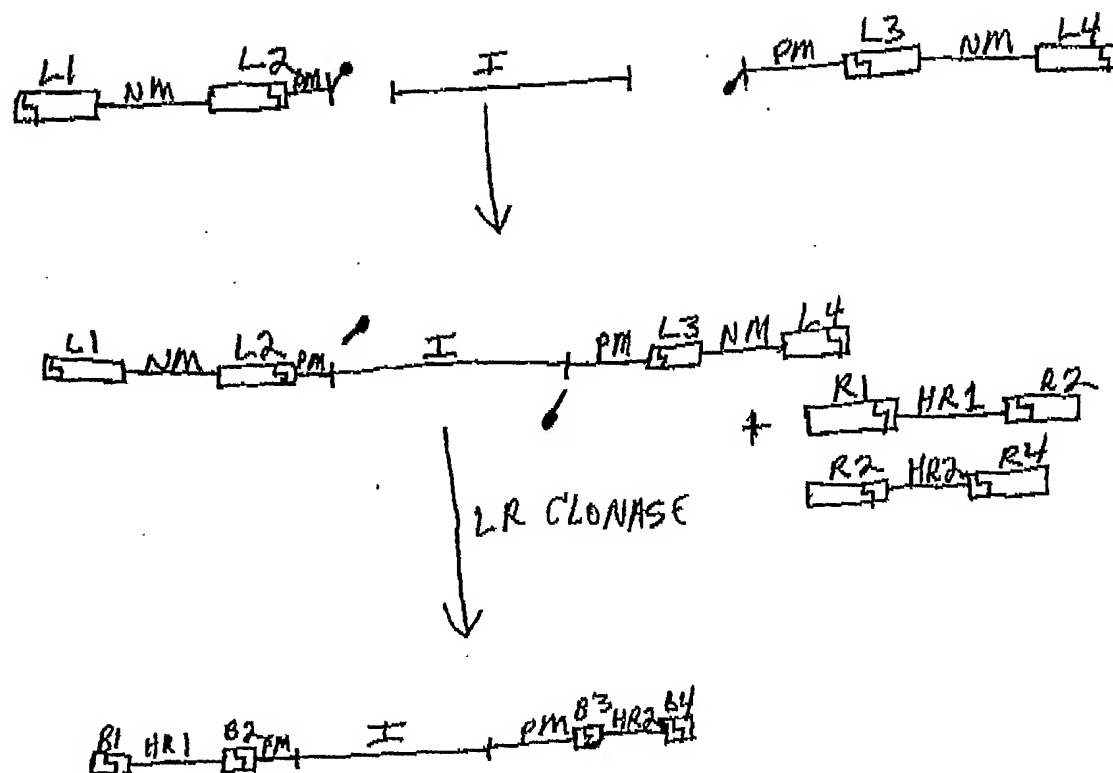 L1 NM L2 PM I PM L3 NM L4
L1 NM L2 PM I PM L3 NM L4
+ R1 HR1 R2
R2 HR2 R4
LR CLONASE
B1 HR1 B2 PM I PM B3 HR2 B4